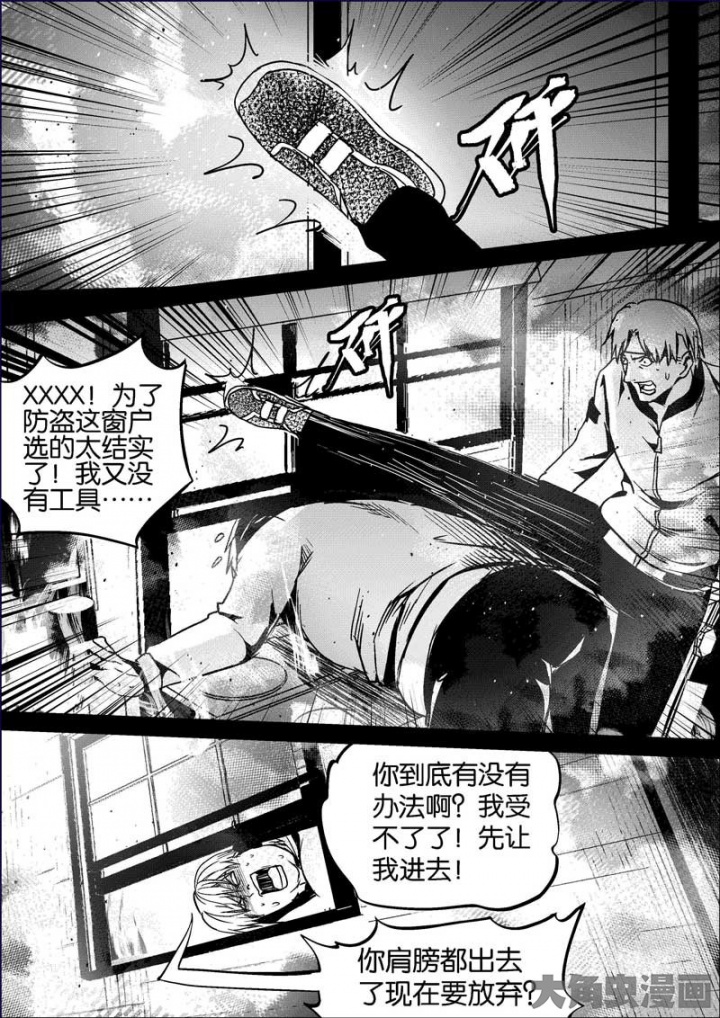 XXXX！为了
防盗这窗户
选的太结实
了！我又没
有工具……
你到底有没有
办法啊？我受
不了了！先让
我进去！
你肩膀都出去
了现在要放弃？
大角虫漫画